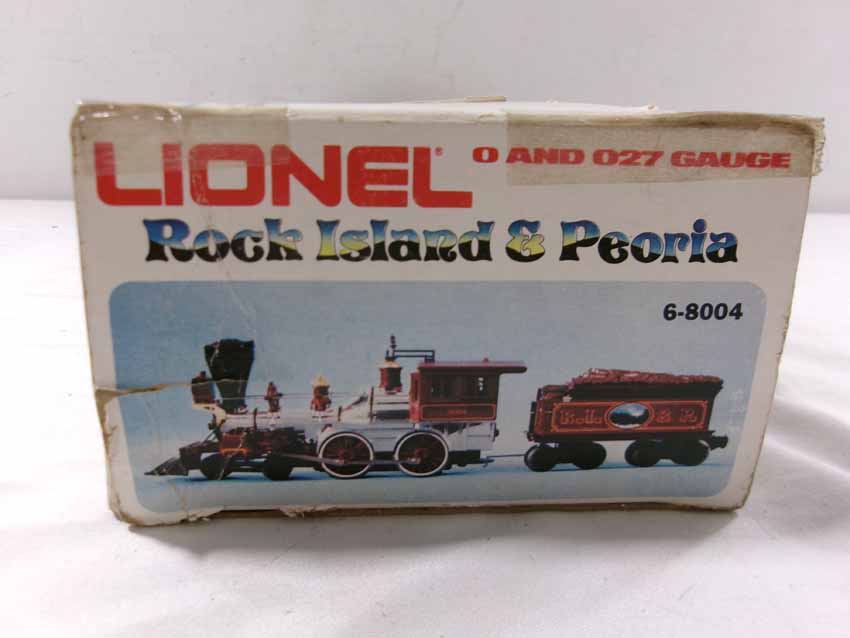 LIONEL® O AND O27 GAUGE
Rock Island & Peoria
6-8004
R.I. & P.